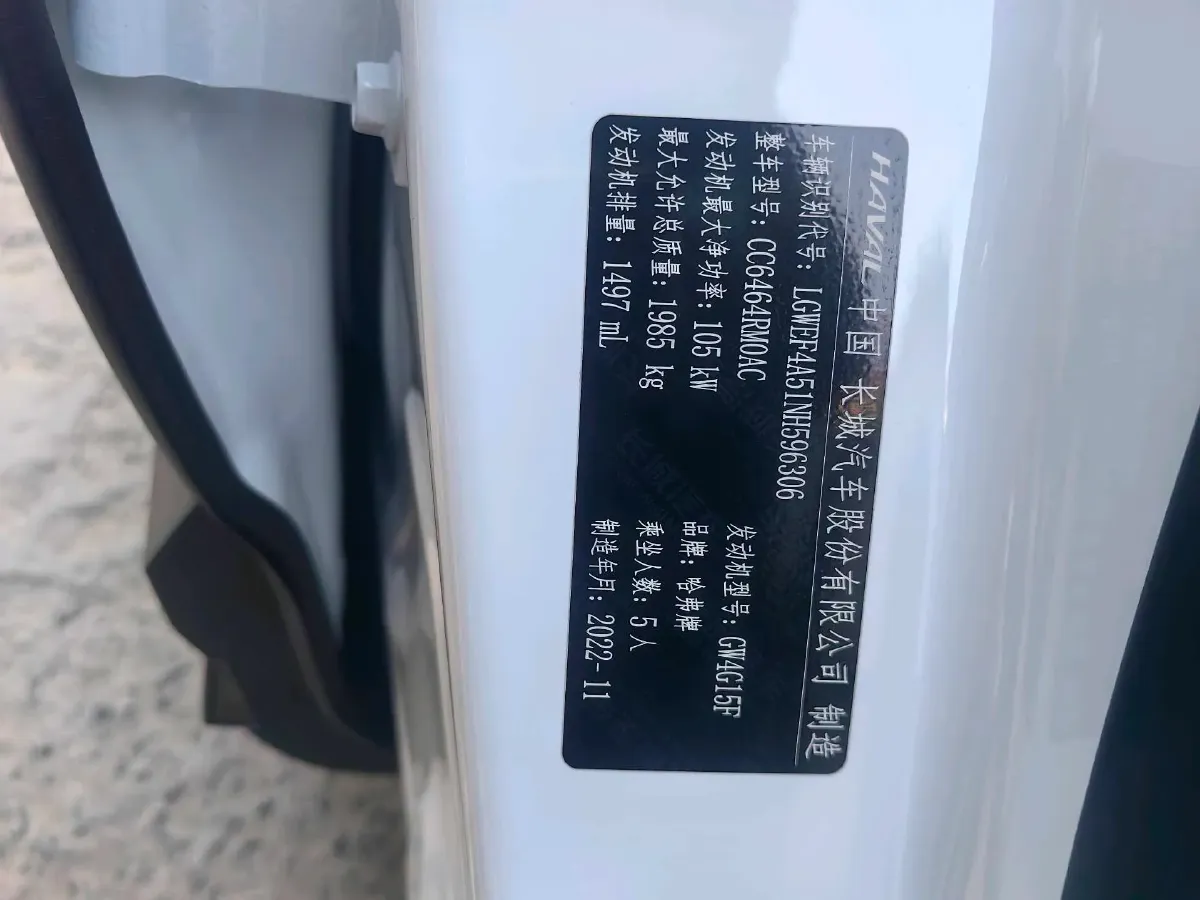 HAVAL 中国 长城汽车股份有限公司 制造
车辆识别代号: LGWEF4A51NH596306
整车型号: CC6464RM0AC 发动机型号: GW4G15F
发动机最大净功率: 105 kW 品牌: 哈弗牌
最大允许总质量: 1985 kg 乘坐人数: 5 人
发动机排量: 1497 mL 制造年月: 2022-11